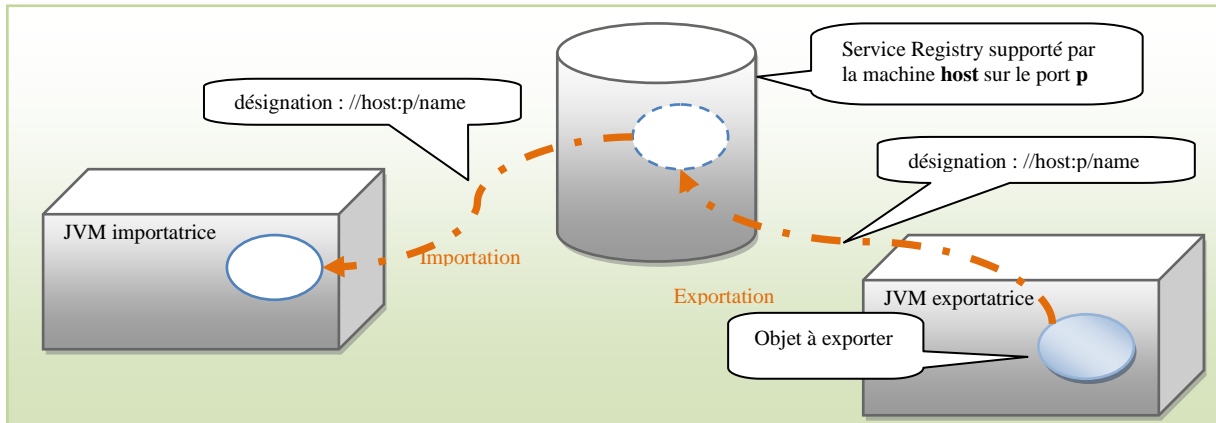 Service Registry supporté par
la machine host sur le port p
désignation : //host:p/name
désignation : //host:p/name
JVM importatrice
Importation
Exportation
JVM exportatrice
Objet à exporter